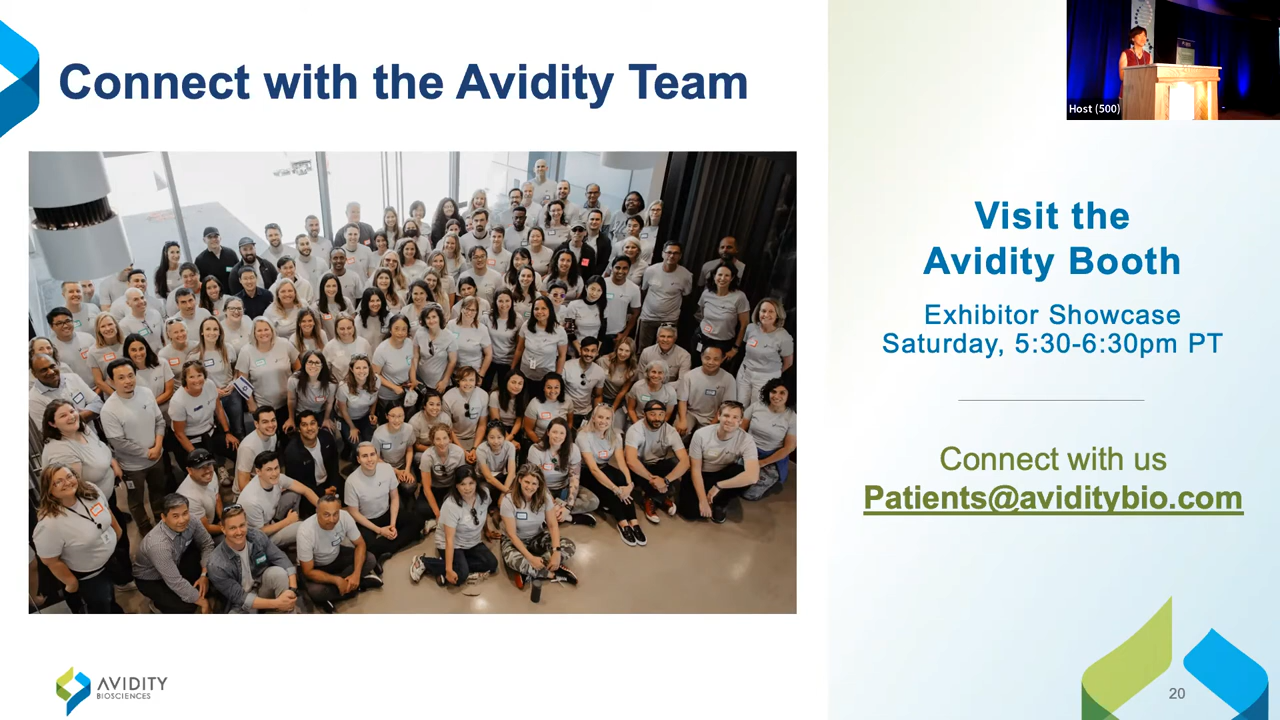 Connect with the Avidity Team
Host (500)
Visit the
Avidity Booth
Exhibitor Showcase
Saturday, 5:30-6:30pm PT
Connect with us
Patients@aviditybio.com
AVIDITY
BIOSCIENCES
20